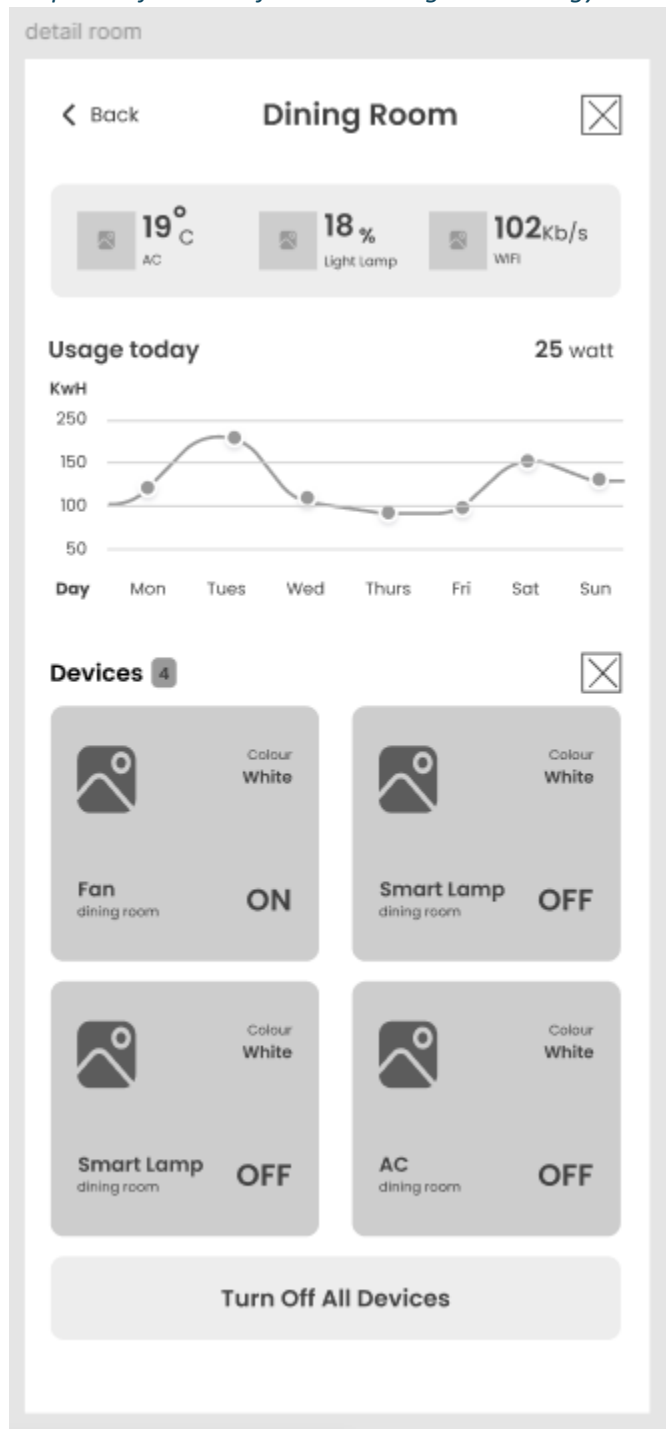 detail room
Back Dining Room
19°C 18 % 102Kb/s
AC Light Lamp WIFI
Usage today 25 watt
KwH
250
150
100
50
Day Mon Tues Wed Thurs Fri Sat Sun
Devices 4
Colour
White
Fan
dining room
ON
Colour
White
Smart Lamp
dining room
OFF
Colour
White
Smart Lamp
dining room
OFF
Colour
White
AC
dining room
OFF
Turn Off All Devices